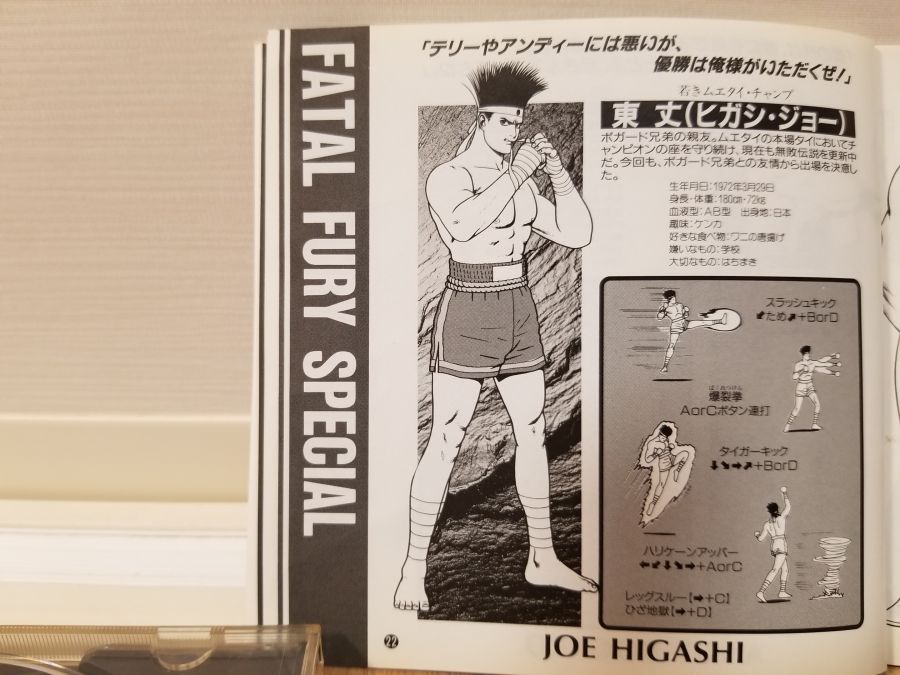 FATAL FURY SPECIAL
「テリーやアンディーには悪いが、
優勝は俺様がいただくぜ!」
若きムエタイ・チャンプ
東 丈(ヒガシ・ジョー)
ボガード兄弟の親友。ムエタイの本場タイにおいてチ
ャンピオンの座を守り続け、現在も無敗伝説を更新中
だ。今回も、ボガード兄弟との友情から出場を決意し
た。
生年月日:1972年3月29日
身長・体重:180cm・72kg
血液型:AB型 出身地:日本
趣味:ケンカ
好きな食べ物:ワニの唐揚げ
嫌いなもの:学校
大切なもの:はちまき
スラッシュキック
↙ため↗+BorD
ばくれつけん
爆裂拳
AorCボタン連打
タイガーキック
↓↘→↗+BorD
ハリケーンアッパー
←↙↓↘→+AorC
レッグスルー【→+C】
ひざ地獄【→+D】
22
JOE HIGASHI